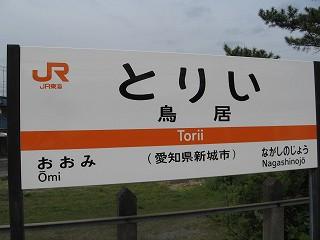 JR
JR東海
とりい
鳥居
Torii
おおみ
Ōmi
(愛知県新城市)
ながしのじょう
Nagashinojō